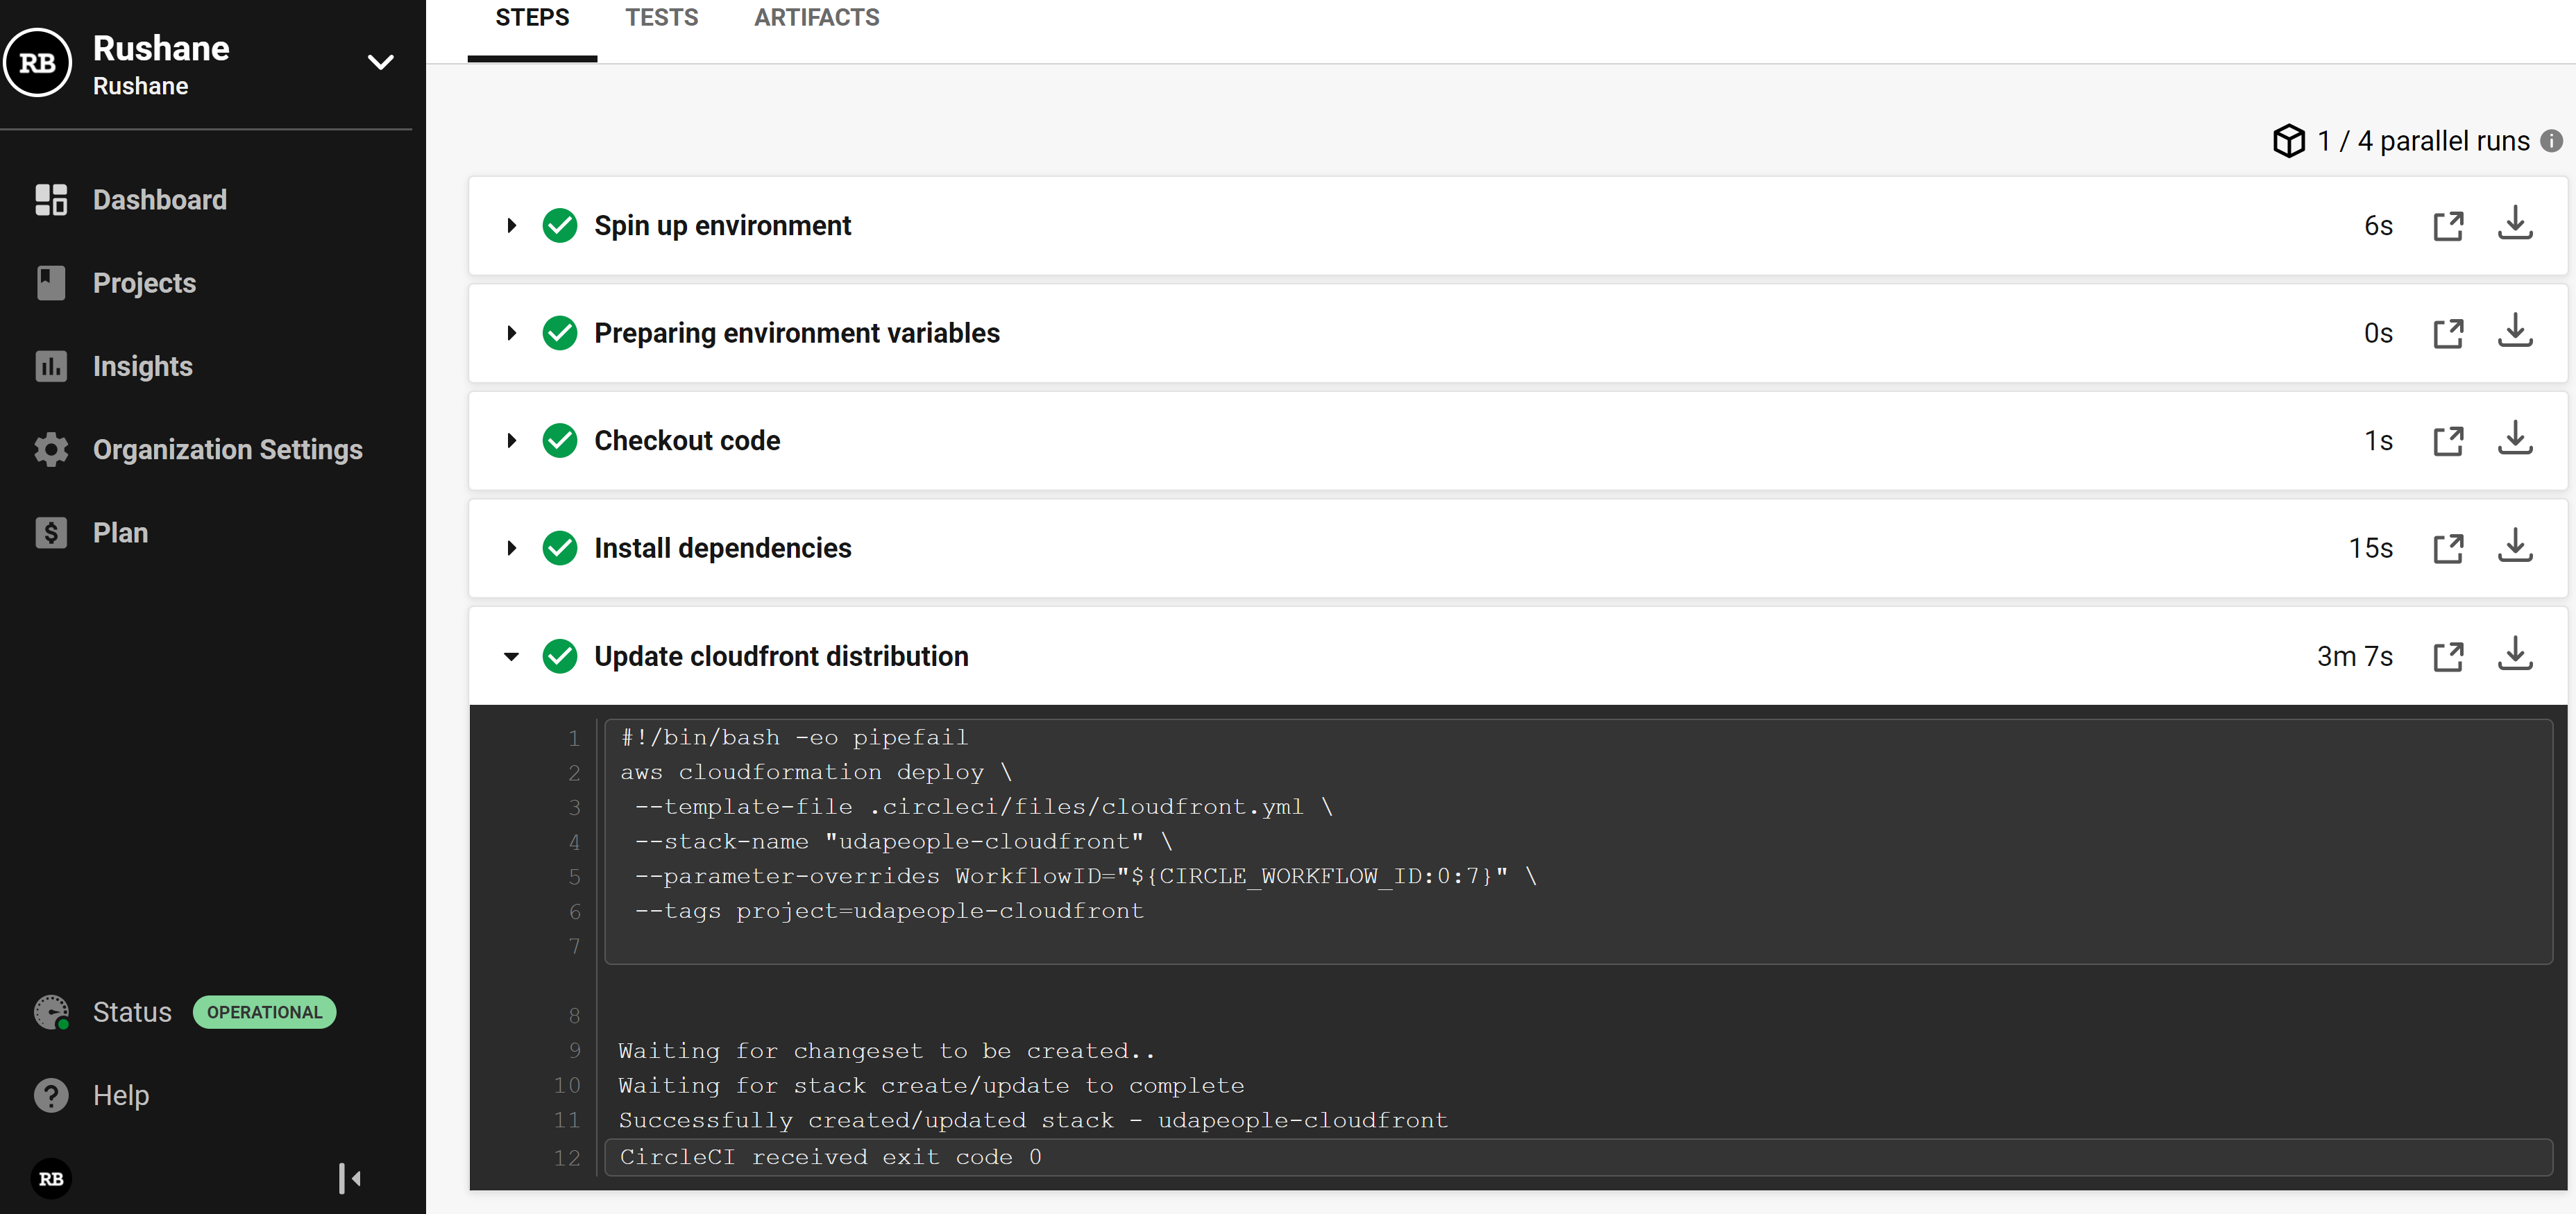 RB
Rushane
Rushane
Dashboard
Projects
Insights
Organization Settings
Plan
Status OPERATIONAL
Help
RB
STEPS TESTS ARTIFACTS
1 / 4 parallel runs
Spin up environment 6s
Preparing environment variables 0s
Checkout code 1s
Install dependencies 15s
Update cloudfront distribution 3m 7s
1 #!/bin/bash -eo pipefail
2 aws cloudformation deploy \
3 --template-file .circleci/files/cloudfront.yml \
4 --stack-name "udapeople-cloudfront" \
5 --parameter-overrides WorkflowID="${CIRCLE_WORKFLOW_ID:0:7}" \
6 --tags project=udapeople-cloudfront
7
8
9 Waiting for changeset to be created..
10 Waiting for stack create/update to complete
11 Successfully created/updated stack - udapeople-cloudfront
12 CircleCI received exit code 0